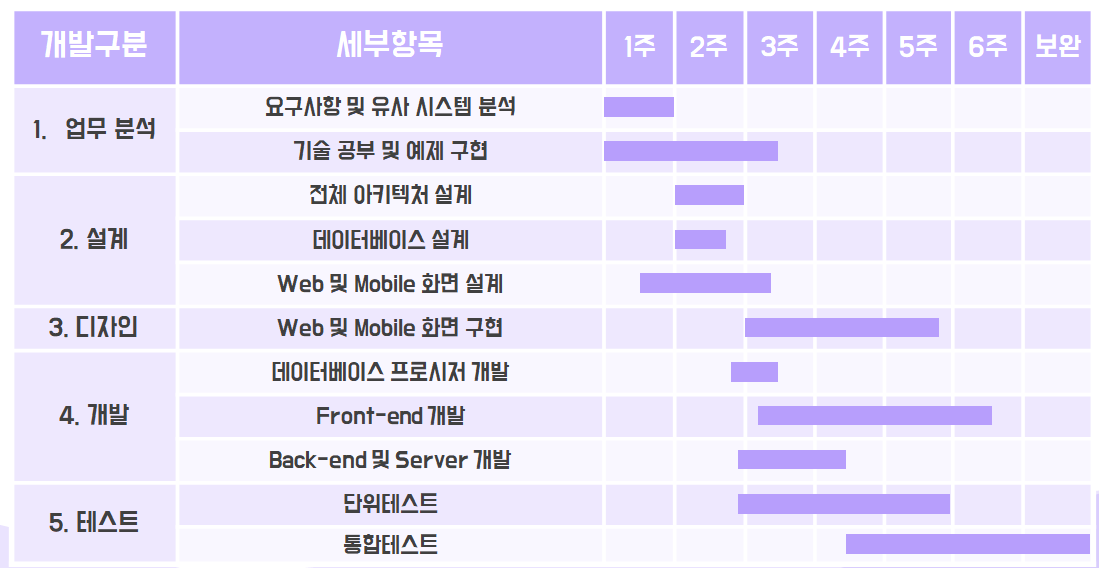 개발구분 세부항목 1주 2주 3주 4주 5주 6주 보완
1. 업무 분석
요구사항 및 유사 시스템 분석
기술 공부 및 예제 구현
2. 설계
전체 아키텍처 설계
데이터베이스 설계
Web 및 Mobile 화면 설계
3. 디자인
Web 및 Mobile 화면 구현
4. 개발
데이터베이스 프로시저 개발
Front-end 개발
Back-end 및 Server 개발
5. 테스트
단위테스트
통합테스트